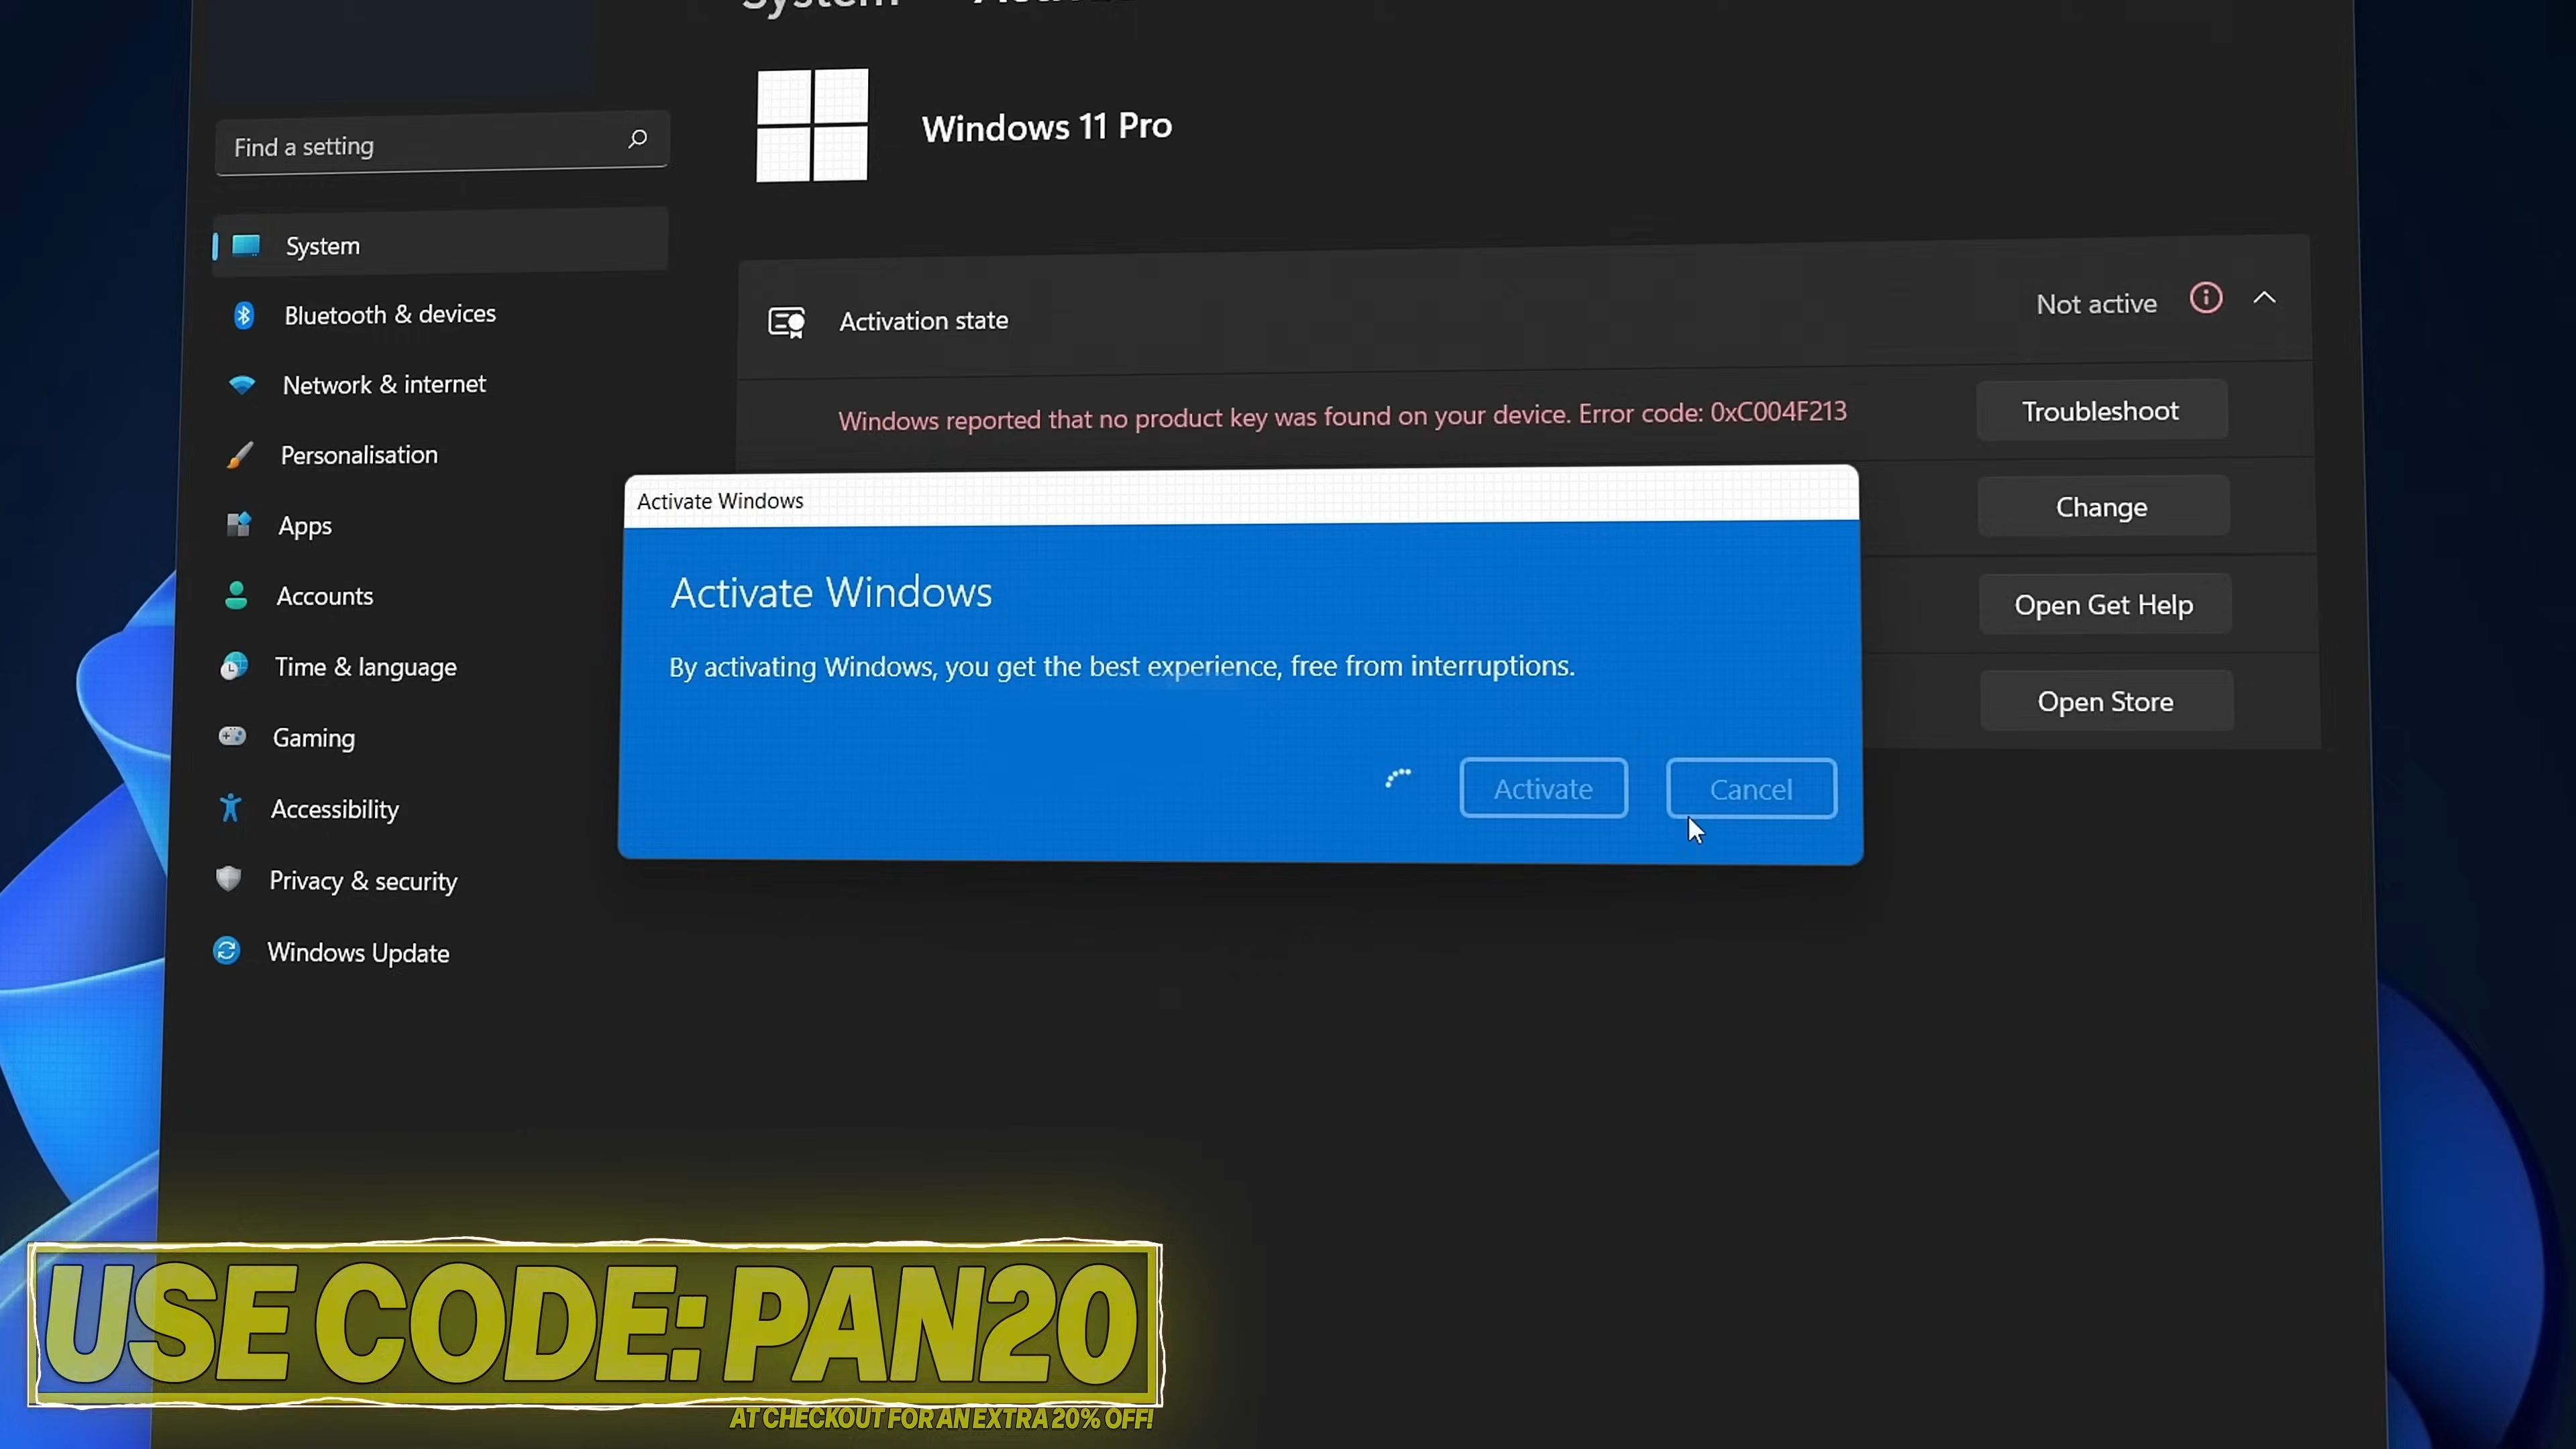 System
Windows 11 Pro
Find a setting
System
Bluetooth & devices
Network & internet
Personalisation
Apps
Accounts
Time & language
Gaming
Accessibility
Privacy & security
Windows Update
Activation state
Not active
Windows reported that no product key was found on your device. Error code: 0xC004F213
Troubleshoot
Change
Open Get Help
Open Store
Activate Windows
Activate Windows
By activating Windows, you get the best experience, free from interruptions.
Activate
Cancel
USE CODE: PAN20
AT CHECKOUT FOR AN EXTRA 20% OFF!